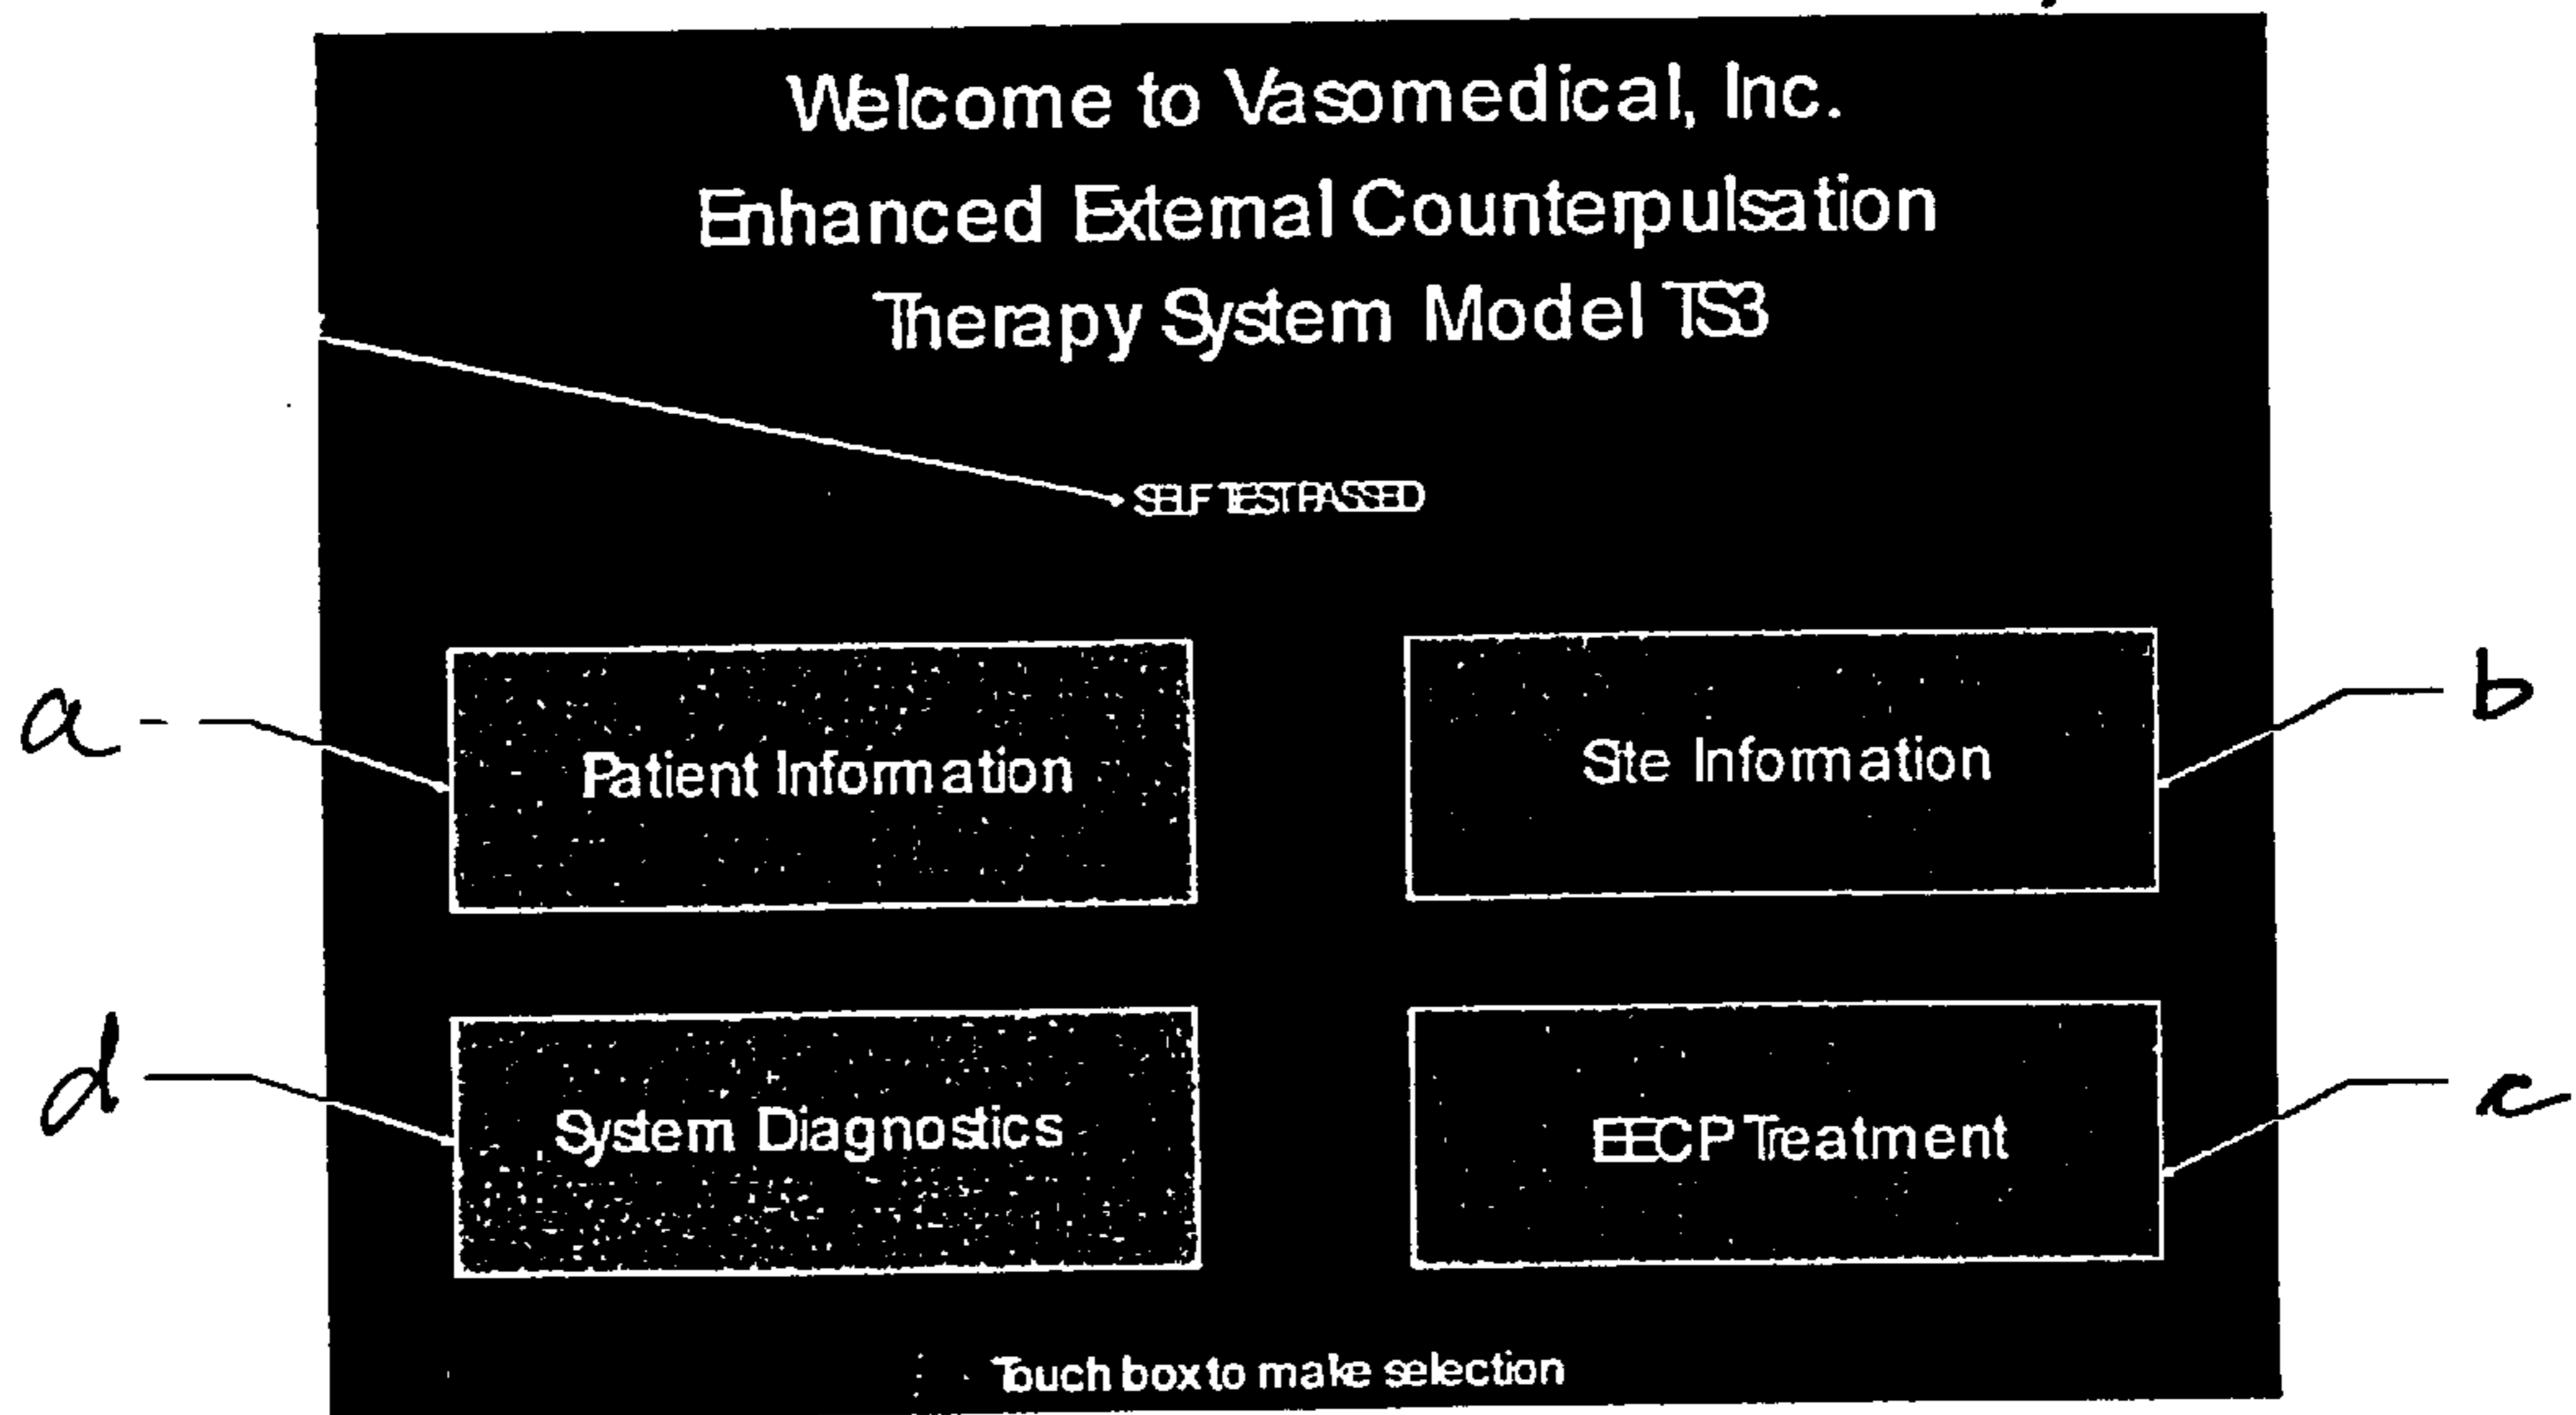 Welcome to Vasomedical, Inc.
Enhanced External Counterpulsation
Therapy System Model TS3
SELF TEST PASSED
a
Patient Information
Site Information
b
d
System Diagnostics
EECP Treatment
c
Touch box to make selection